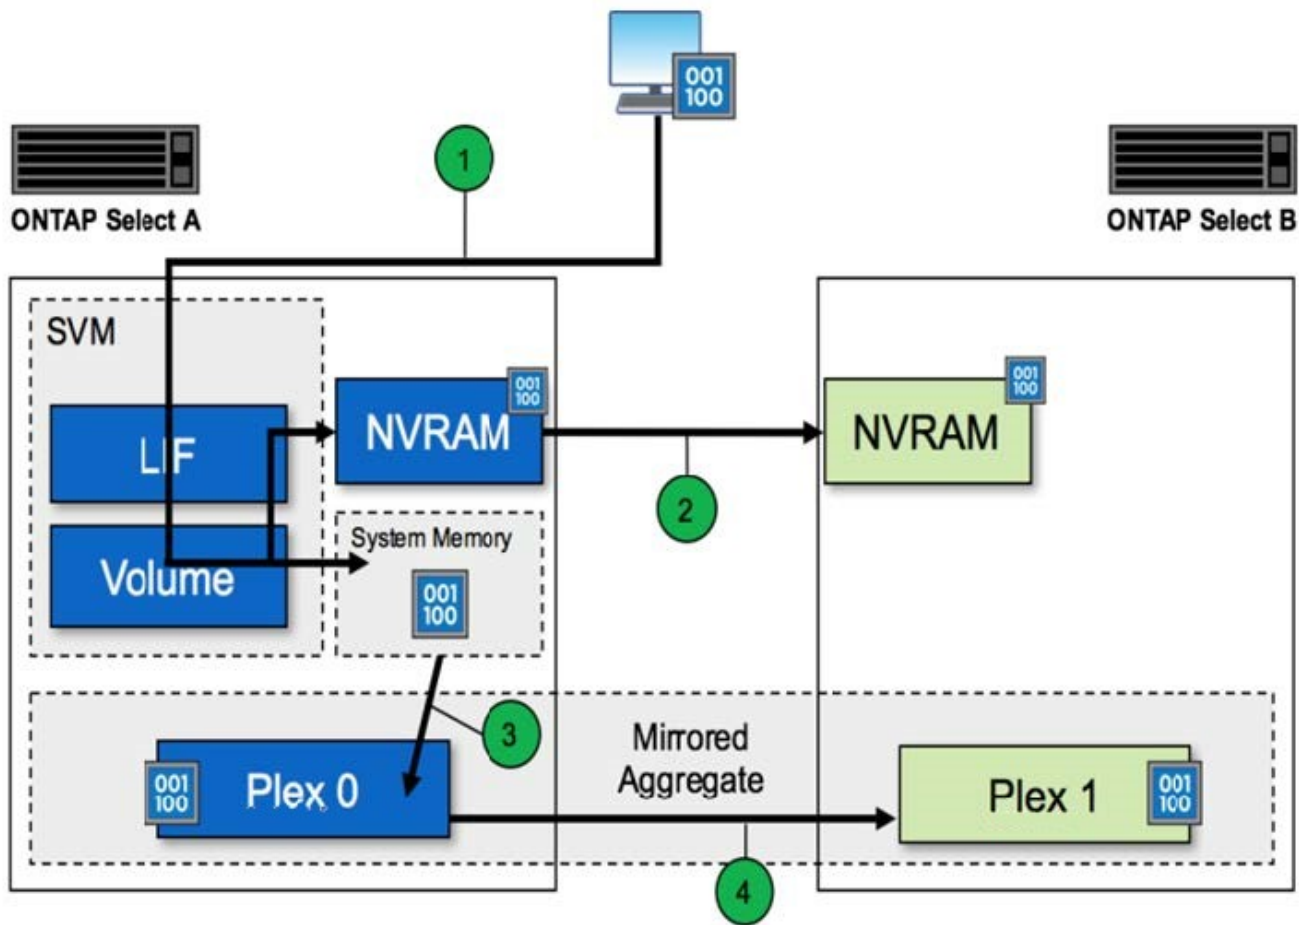 001
100
1
ONTAP Select A
ONTAP Select B
SVM
LIF
Volume
NVRAM
001
100
2
NVRAM
001
100
System Memory
001
100
3
Mirrored
Aggregate
001
100
Plex 0
Plex 1
001
100
4